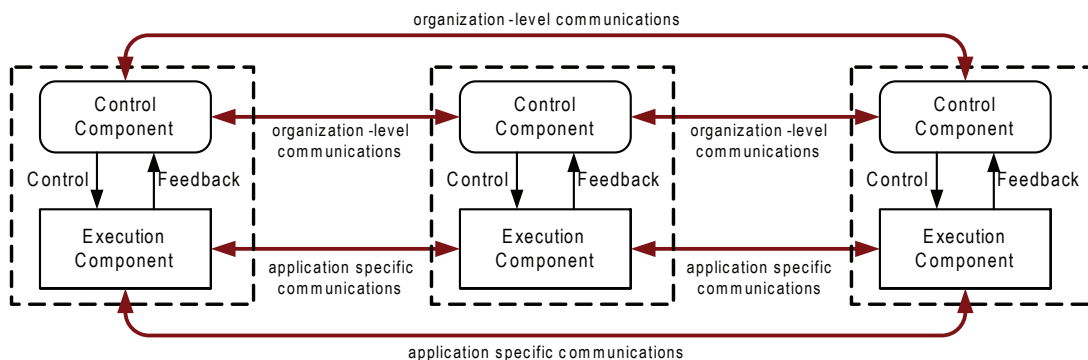 organization-level communications
Control
Component
Control
Component
Control
Component
organization-level
communications
organization-level
communications
Control
Feedback
Control
Feedback
Control
Feedback
Execution
Component
Execution
Component
Execution
Component
application specific
communications
application specific
communications
application specific communications